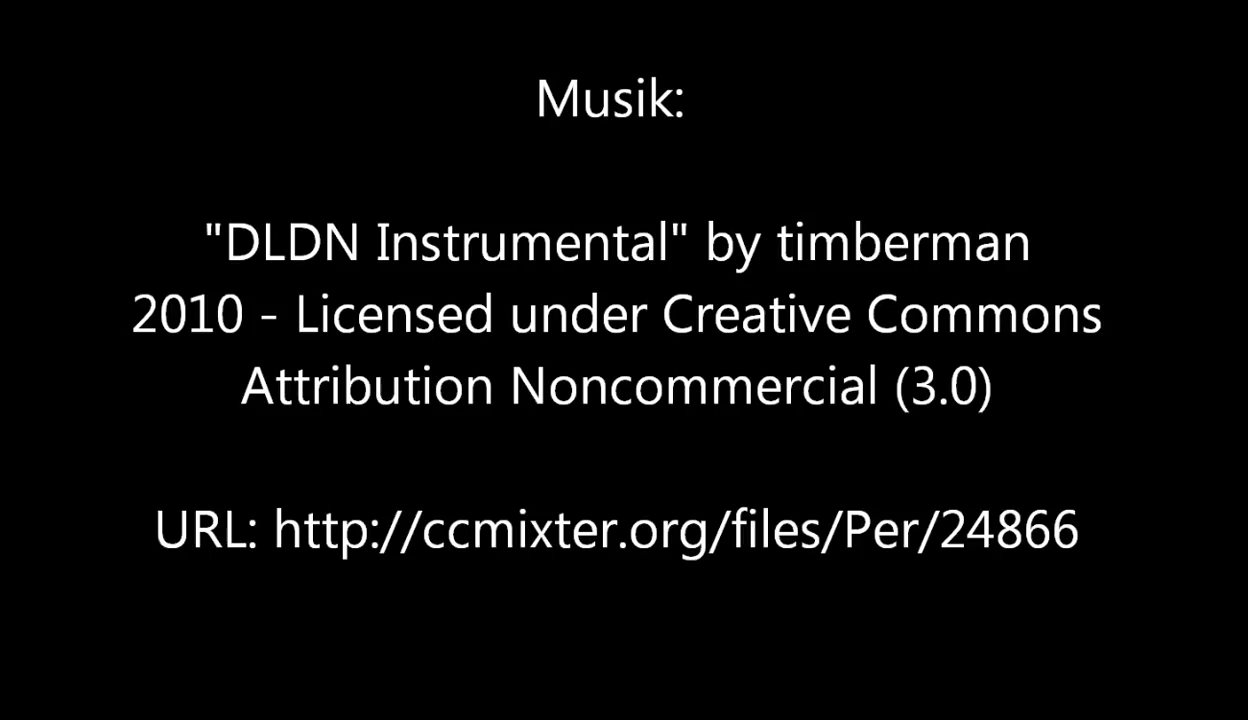 Musik:
"DLDN Instrumental" by timberman
2010 - Licensed under Creative Commons
Attribution Noncommercial (3.0)
URL: http://ccmixter.org/files/Per/24866